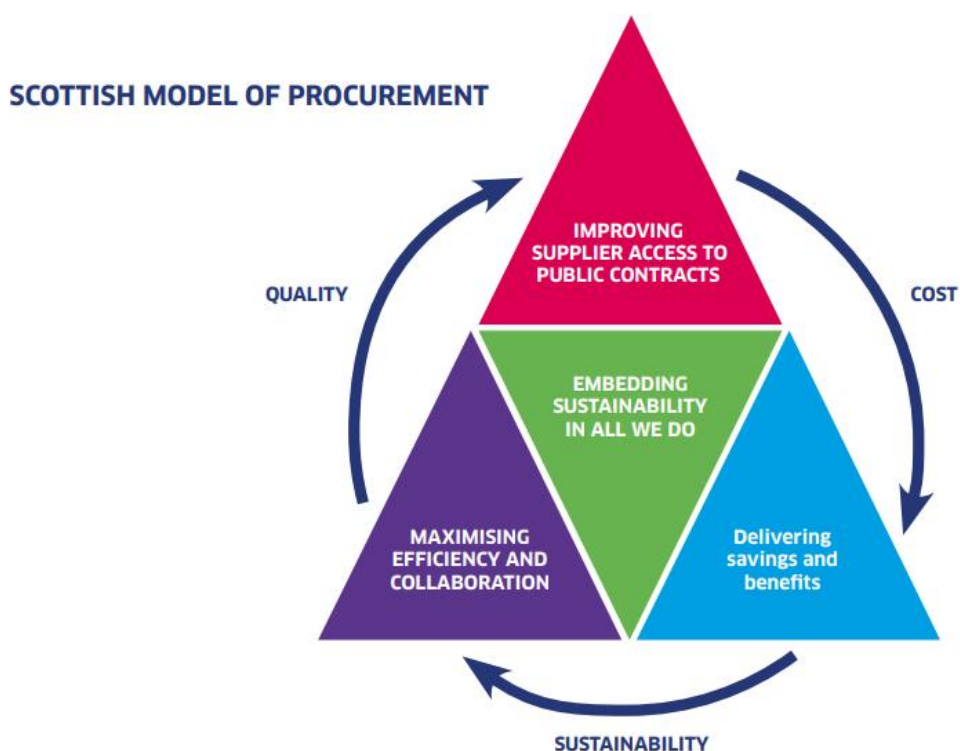 SCOTTISH MODEL OF PROCUREMENT
IMPROVING
SUPPLIER ACCESS TO
PUBLIC CONTRACTS
QUALITY
COST
EMBEDDING
SUSTAINABILITY
IN ALL WE DO
MAXIMISING
EFFICIENCY AND
COLLABORATION
Delivering
savings and
benefits
SUSTAINABILITY